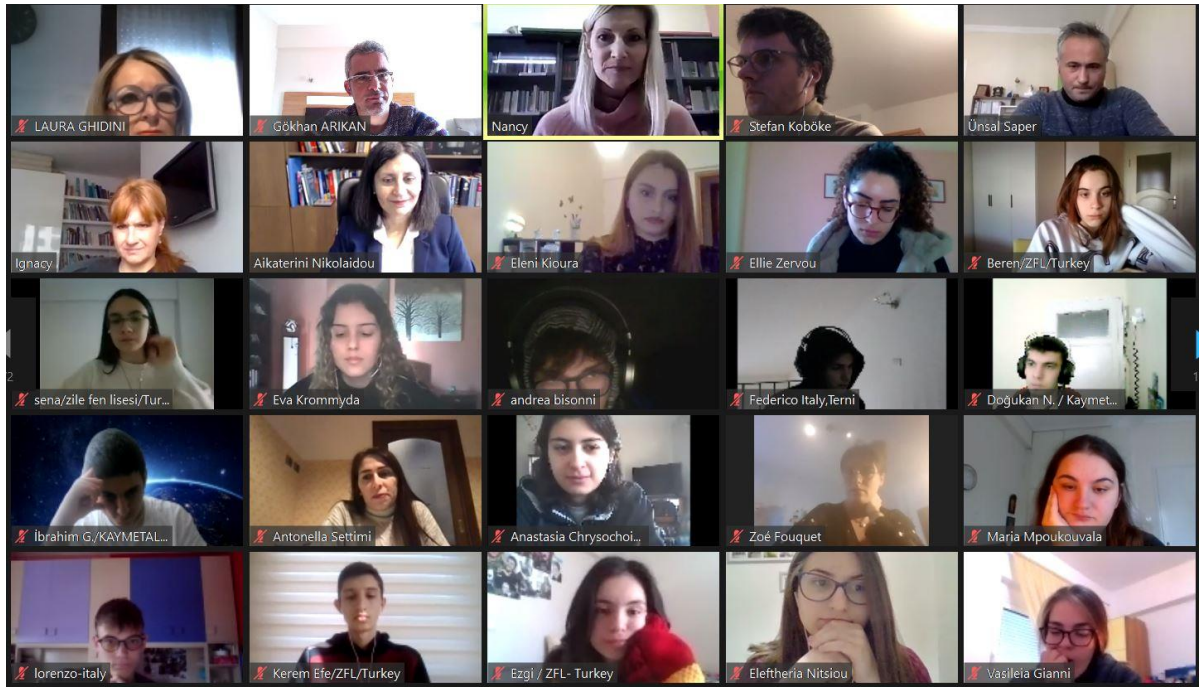 LAURA GHIDINI
Gökhan ARIKAN
Nancy
Stefan Koböke
Ünsal Saper
Ignacy
Aikaterini Nikolaidou
Eleni Kioura
Ellie Zervou
Beren/ZFL/Turkey
sena/zile fen lisesi/Tur...
Eva Krommyda
andrea bisonni
Federico Italy,Terni
Doğukan N. / Kaymet...
İbrahim G./KAYMETAL...
Antonella Settimi
Anastasia Chrysochoi...
Zoé Fouquet
Maria Mpoukouvala
lorenzo-italy
Kerem Efe/ZFL/Turkey
Ezgi / ZFL- Turkey
Eleftheria Nitsiou
Vasileia Gianni